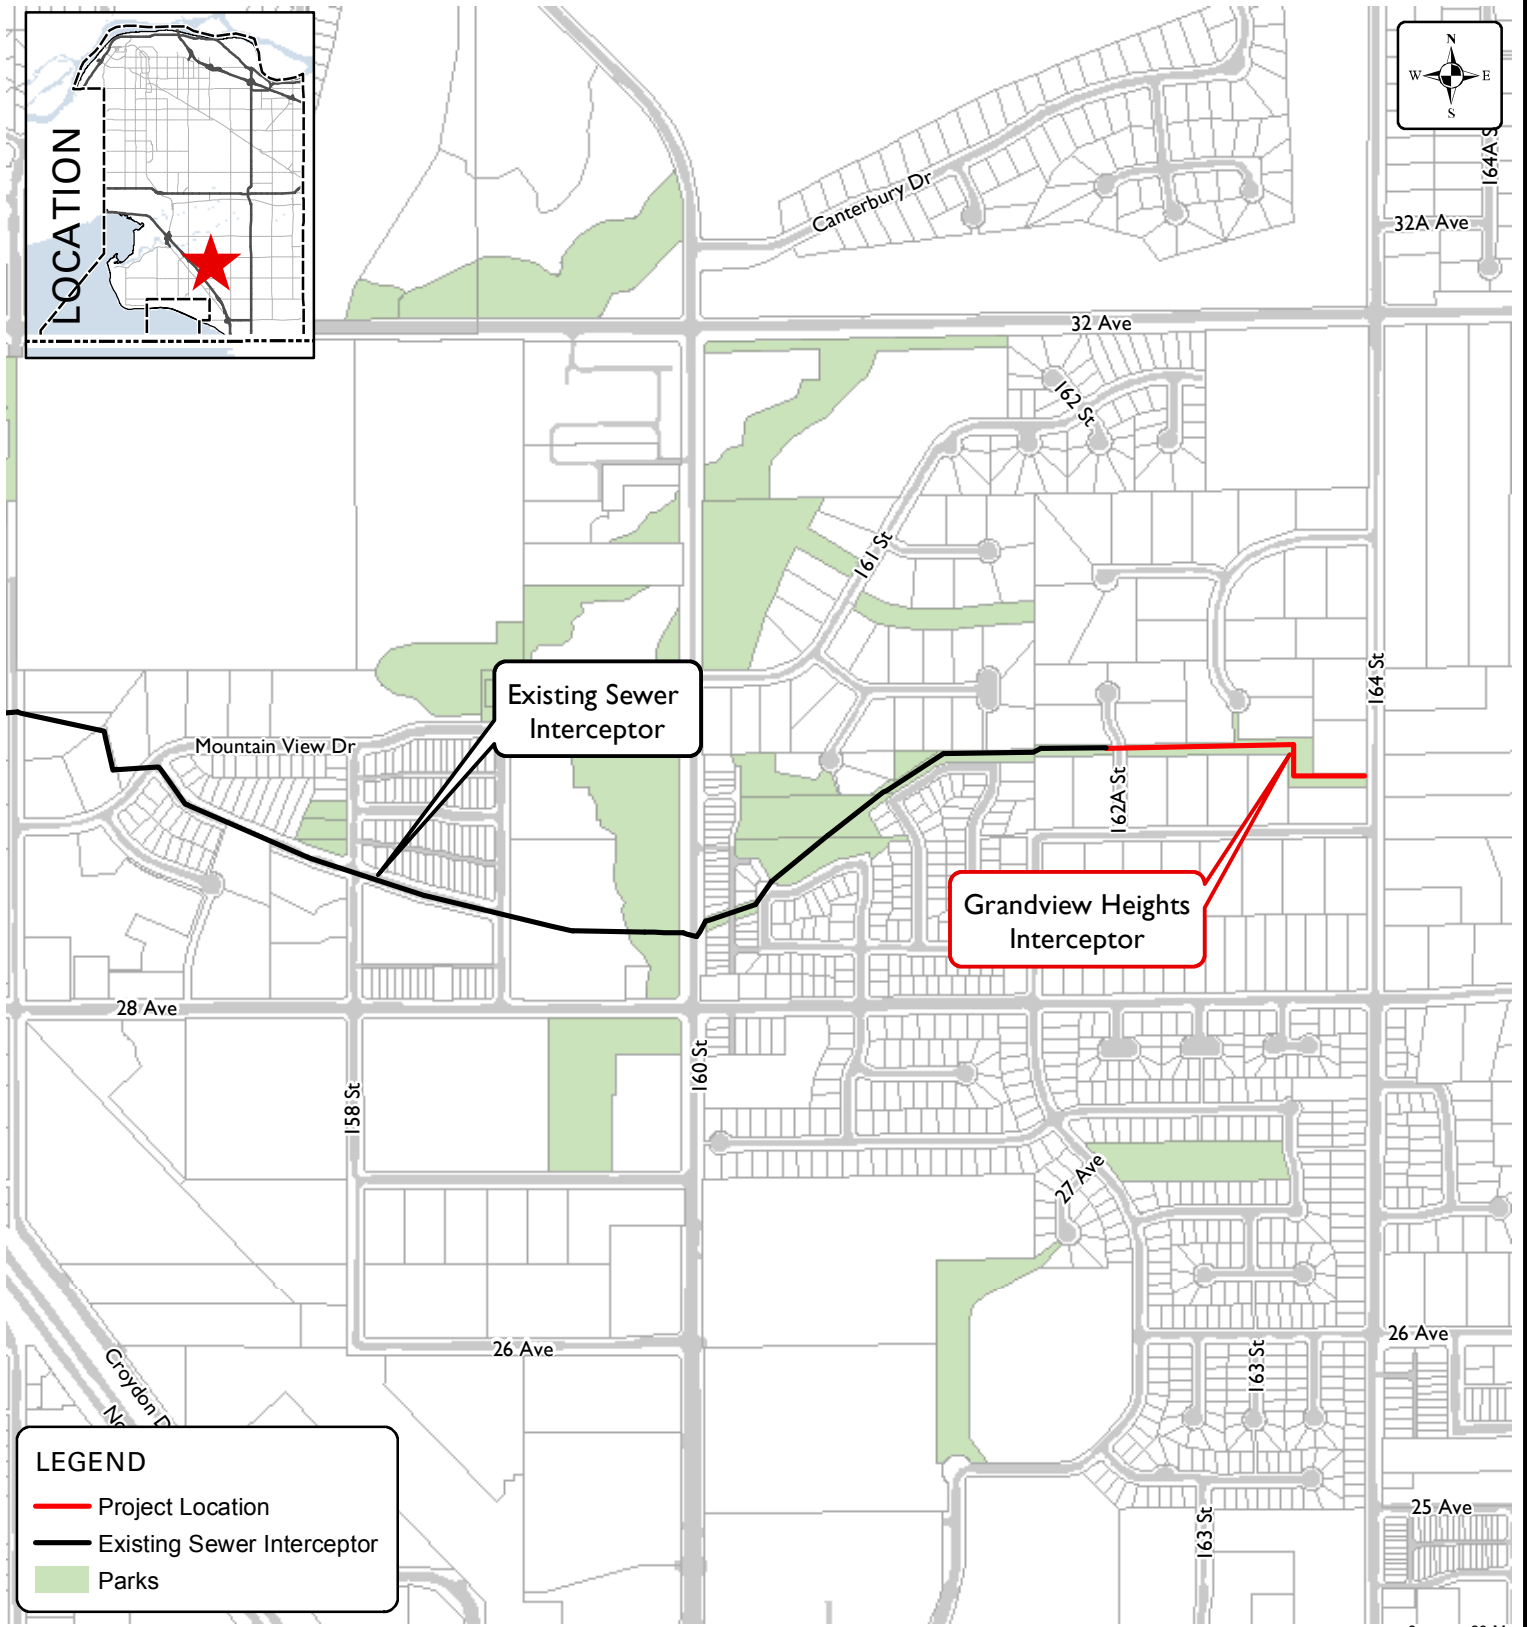 LOCATION
N
W E
S
164A S
Canterbury Dr
32A Ave
32 Ave
162 St
161 St
164 St
Existing Sewer
Interceptor
Mountain View Dr
162A St
Grandview Heights
Interceptor
28 Ave
160 St
158 St
27 Ave
26 Ave
26 Ave
163 St
Croydon D
No
25 Ave
163 St
LEGEND
Project Location
Existing Sewer Interceptor
Parks